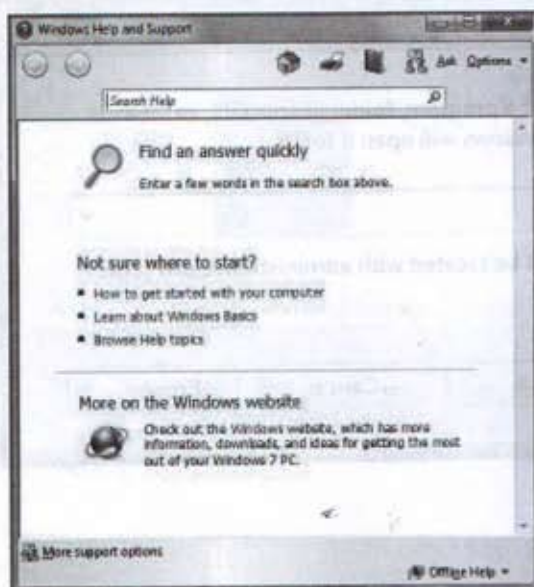 Windows Help and Support
Ask Options
Search Help
Find an answer quickly
Enter a few words in the search box above.
Not sure where to start?
How to get started with your computer
Learn about Windows Basics
Browse Help topics
More on the Windows website
Check out the Windows website, which has more
information, downloads, and ideas for getting the most
out of your Windows 7 PC.
More support options
Offline Help